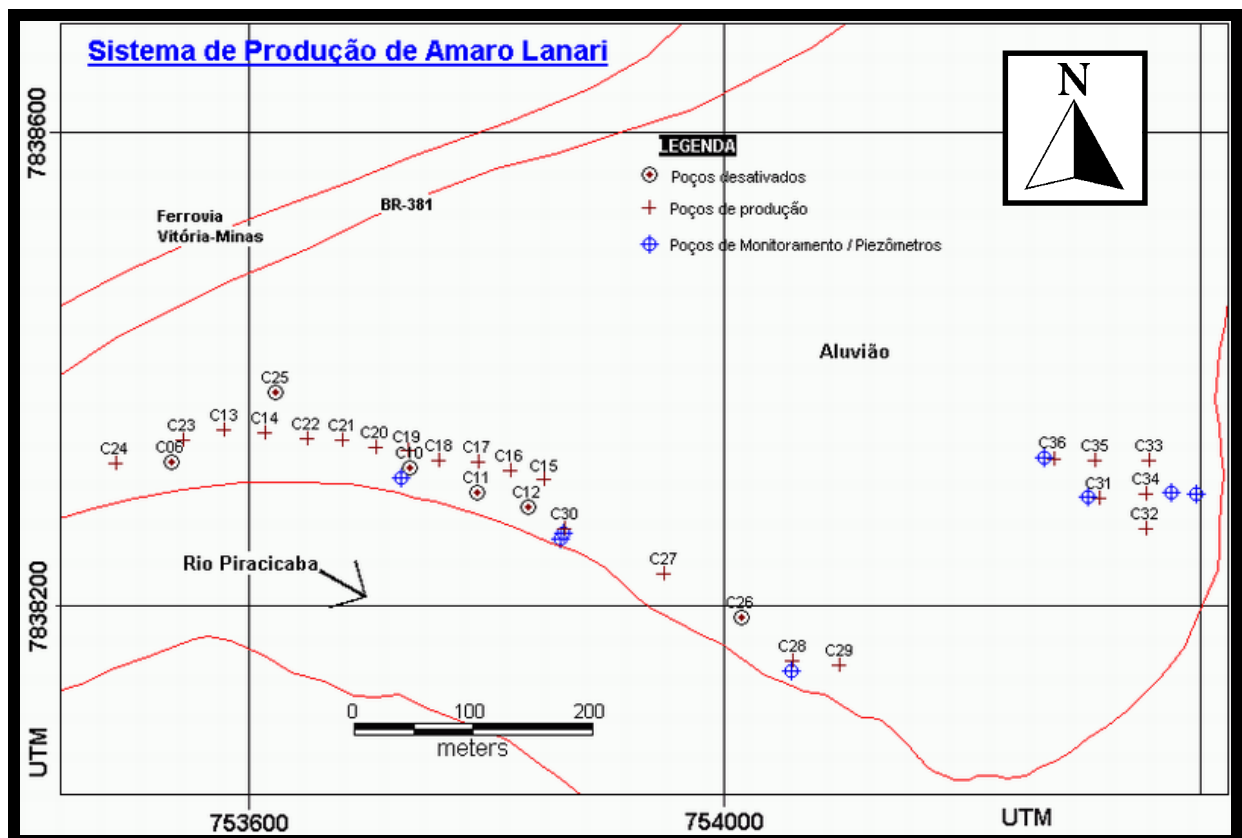 Sistema de Produção de Amaro Lanari
N
7838600
LEGENDA
Poços desativados
Poços de produção
Poços de Monitoramento / Piezômetros
BR-381
Ferrovia
Vitória-Minas
Aluvião
C25
C23
C13
C14
C22
C21
C20
C19
C18
C17
C16
C15
C24
C06
C10
C11
C12
C30
C36
C35
C33
C31
C34
C32
Rio Piracicaba
C27
7838200
C26
C28
C29
0
100
200
meters
UTM
753600
754000
UTM